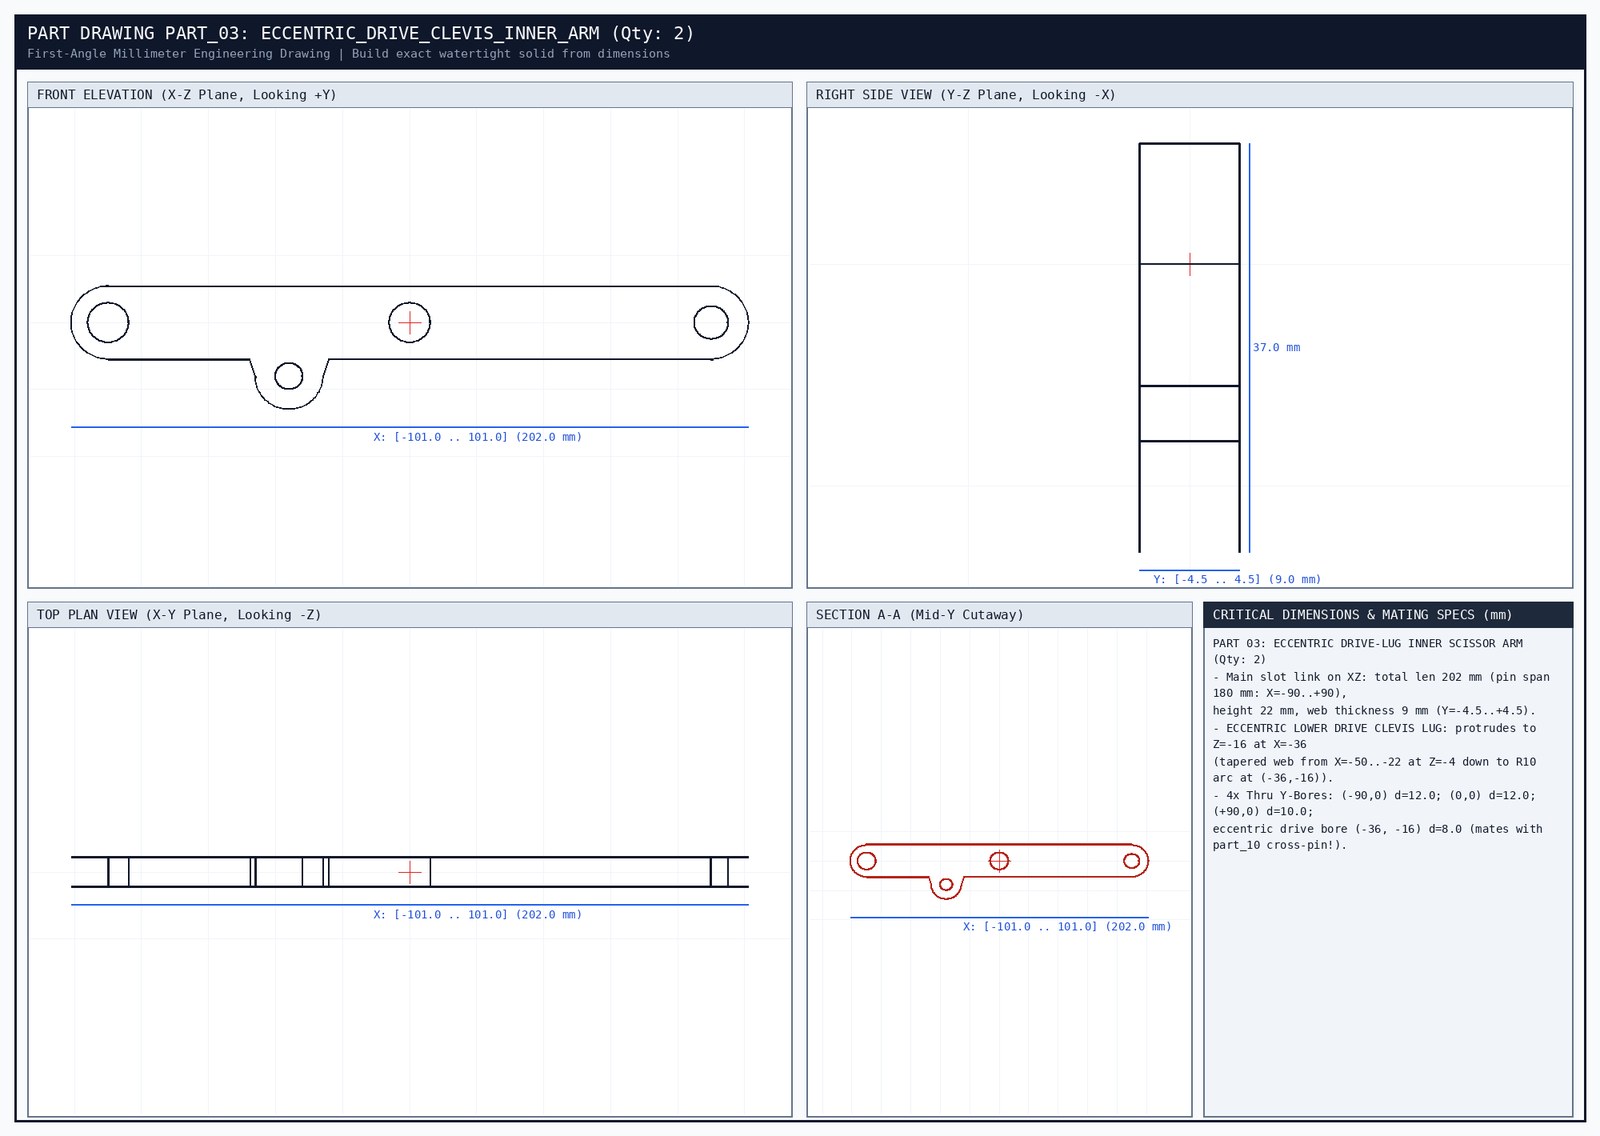 PART DRAWING PART_03: ECCENTRIC_DRIVE_CLEVIS_INNER_ARM (Qty: 2)
First-Angle Millimeter Engineering Drawing | Build exact watertight solid from dimensions
FRONT ELEVATION (X-Z Plane, Looking +Y)
X: [-101.0 .. 101.0] (202.0 mm)
RIGHT SIDE VIEW (Y-Z Plane, Looking -X)
37.0 mm
Y: [-4.5 .. 4.5] (9.0 mm)
TOP PLAN VIEW (X-Y Plane, Looking -Z)
X: [-101.0 .. 101.0] (202.0 mm)
SECTION A-A (Mid-Y Cutaway)
X: [-101.0 .. 101.0] (202.0 mm)
CRITICAL DIMENSIONS & MATING SPECS (mm)
PART 03: ECCENTRIC DRIVE-LUG INNER SCISSOR ARM
(Qty: 2)
- Main slot link on XZ: total len 202 mm (pin span
180 mm: X=-90..+90),
height 22 mm, web thickness 9 mm (Y=-4.5..+4.5).
- ECCENTRIC LOWER DRIVE CLEVIS LUG: protrudes to
Z=-16 at X=-36
(tapered web from X=-50..-22 at Z=-4 down to R10
arc at (-36,-16)).
- 4x Thru Y-Bores: (-90,0) d=12.0; (0,0) d=12.0;
(+90,0) d=10.0;
eccentric drive bore (-36, -16) d=8.0 (mates with
part_10 cross-pin!).